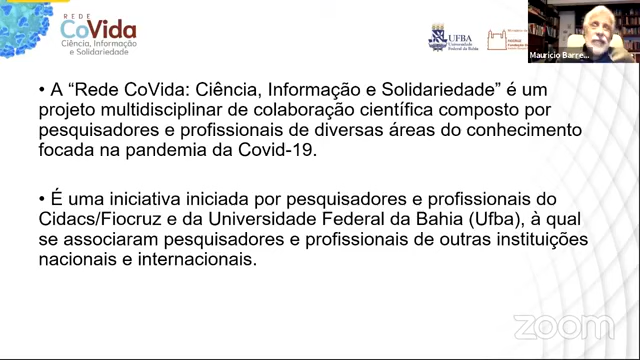 REDE
CoVida
Ciência, Informação
e Solidariedade
UFBA
Universidade
Federal da Bahia
Mauricio Barre...
• A “Rede CoVida: Ciência, Informação e Solidariedade” é um
projeto multidisciplinar de colaboração científica composto por
pesquisadores e profissionais de diversas áreas do conhecimento
focada na pandemia da Covid-19.
• É uma iniciativa iniciada por pesquisadores e profissionais do
Cidacs/Fiocruz e da Universidade Federal da Bahia (Ufba), à qual
se associaram pesquisadores e profissionais de outras instituições
nacionais e internacionais.
zoom